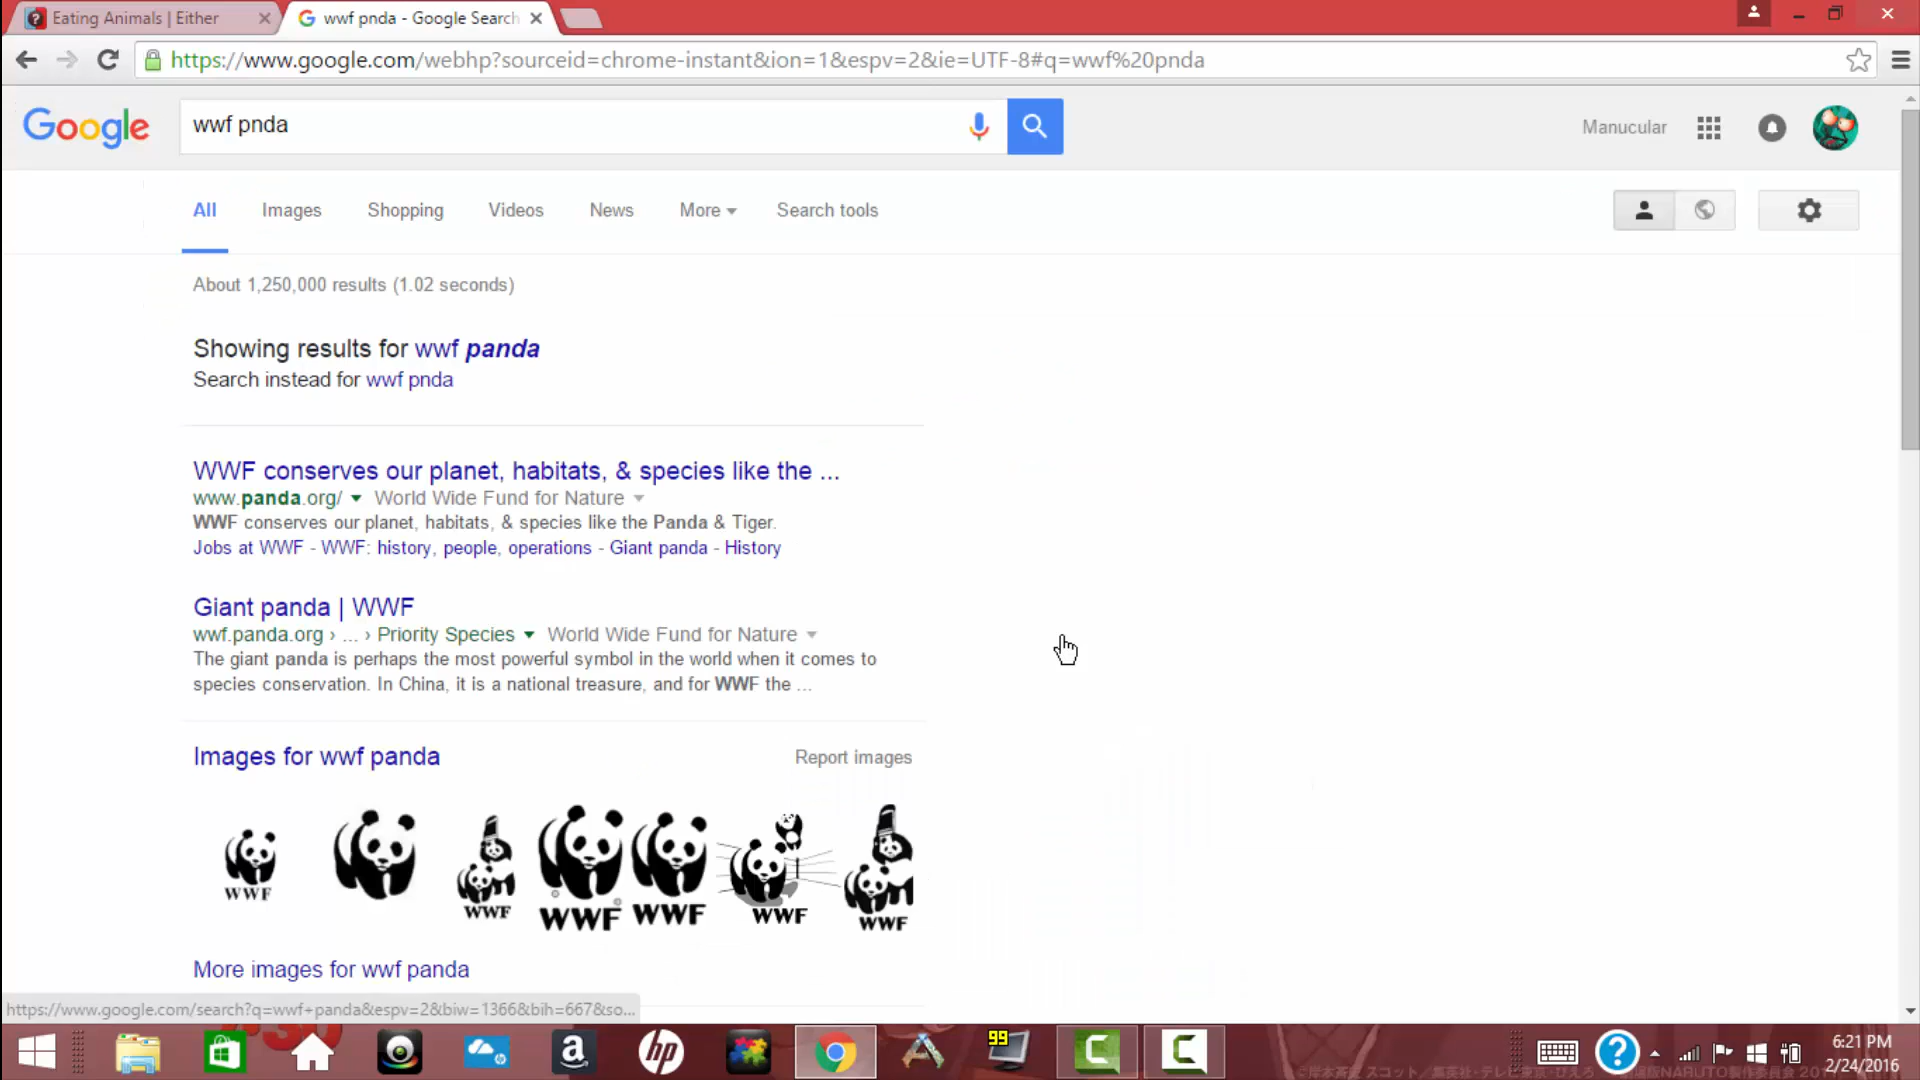 Eating Animals | Either
wwf pnda - Google Search
https://www.google.com/webhp?sourceid=chrome-instant&ion=1&espv=2&ie=UTF-8#q=wwf%20pnda
Google
wwf pnda
Manucular
All Images Shopping Videos News More Search tools
About 1,250,000 results (1.02 seconds)
Showing results for wwf panda
Search instead for wwf pnda
WWF conserves our planet, habitats, & species like the ...
www.panda.org/ World Wide Fund for Nature
WWF conserves our planet, habitats, & species like the Panda & Tiger.
Jobs at WWF - WWF: history, people, operations - Giant panda - History
Giant panda | WWF
wwf.panda.org › ... › Priority Species World Wide Fund for Nature
The giant panda is perhaps the most powerful symbol in the world when it comes to
species conservation. In China, it is a national treasure, and for WWF the ...
Images for wwf panda
Report images
WWF WWF WWF WWF WWF WWF
More images for wwf panda
https://www.google.com/search?q=wwf+panda&espv=2&biw=1366&bih=667&so...
a hp 99 C C ?
6:21 PM
2/24/2016